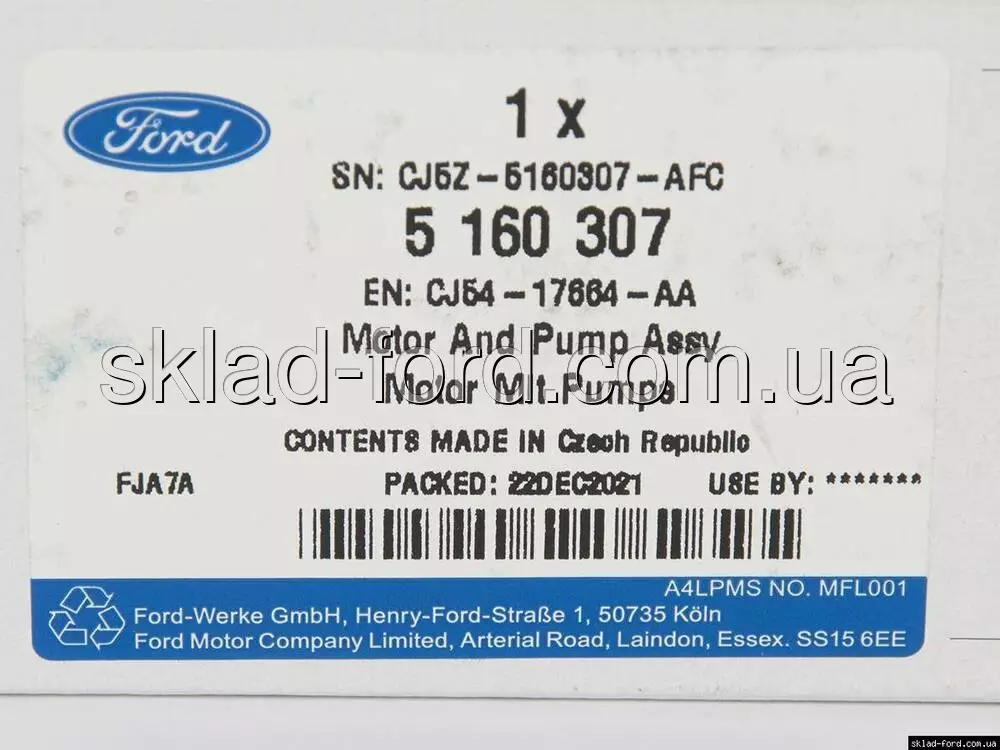 Ford
1 x
SN: CJ5Z-5160307-AFC
5 160 307
EN: CJ54-17664-AA
Motor And Pump Assy
sklad-ford.com.ua
Motor Mit Pumpe
CONTENTS MADE IN Czech Republic
FJA7A PACKED: 22DEC2021 USE BY: *******
A4LPMS NO. MFL001
Ford-Werke GmbH, Henry-Ford-Straße 1, 50735 Köln
Ford Motor Company Limited, Arterial Road, Laindon, Essex. SS15 6EE
sklad-ford.com.ua